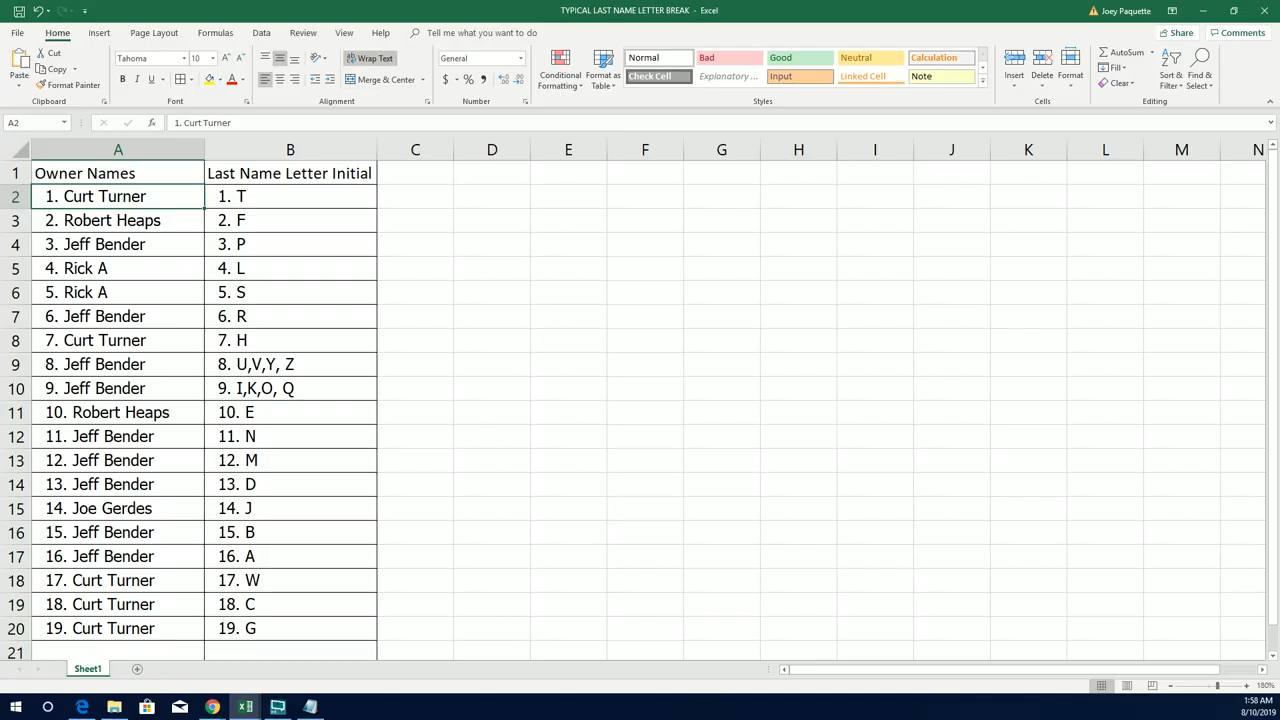 TYPICAL LAST NAME LETTER BREAK - Excel
Joey Paquette
File Home Insert Page Layout Formulas Data Review View Help Tell me what you want to do
Share Comments
Paste
Cut
Copy
Format Painter
Clipboard
Tahoma 10
B I U
Font
Wrap Text
Merge & Center
Alignment
General
$ % ,
Number
Conditional Formatting
Format as Table
Normal Bad Good Neutral Calculation
Check Cell Explanatory ... Input Linked Cell Note
Styles
Insert Delete Format
Cells
AutoSum
Fill
Clear
Sort & Filter
Find & Select
Editing
A2 fx 1. Curt Turner
A B C D E F G H I J K L M N
1 Owner Names Last Name Letter Initial
2 1. Curt Turner 1. T
3 2. Robert Heaps 2. F
4 3. Jeff Bender 3. P
5 4. Rick A 4. L
6 5. Rick A 5. S
7 6. Jeff Bender 6. R
8 7. Curt Turner 7. H
9 8. Jeff Bender 8. U,V,Y, Z
10 9. Jeff Bender 9. I,K,O, Q
11 10. Robert Heaps 10. E
12 11. Jeff Bender 11. N
13 12. Jeff Bender 12. M
14 13. Jeff Bender 13. D
15 14. Joe Gerdes 14. J
16 15. Jeff Bender 15. B
17 16. Jeff Bender 16. A
18 17. Curt Turner 17. W
19 18. Curt Turner 18. C
20 19. Curt Turner 19. G
21
Sheet1
180%
1:58 AM
8/10/2019